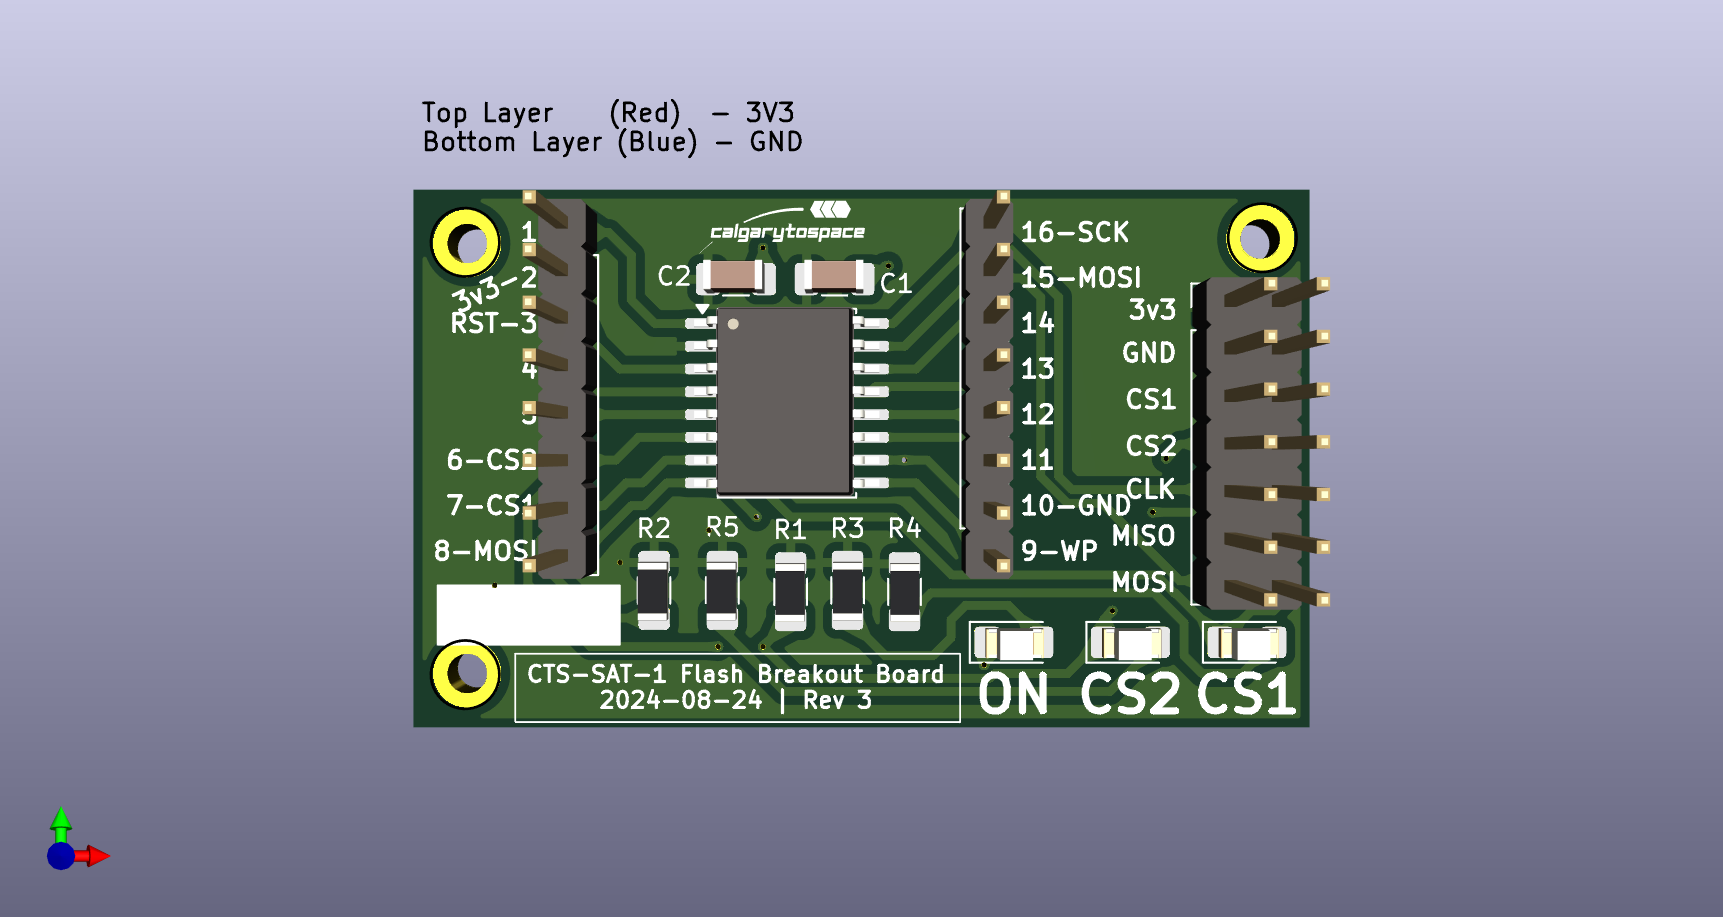 Top Layer (Red) - 3V3
Bottom Layer (Blue) - GND
calgarytospace
C2
C1
1
3v3-2
RST-3
4
5
6-CS2
7-CS1
8-MOSI
16-SCK
15-MOSI
14
13
12
11
10-GND
9-WP
3v3
GND
CS1
CS2
CLK
MISO
MOSI
R2 R5 R1 R3 R4
CTS-SAT-1 Flash Breakout Board
2024-08-24 | Rev 3
ON CS2 CS1